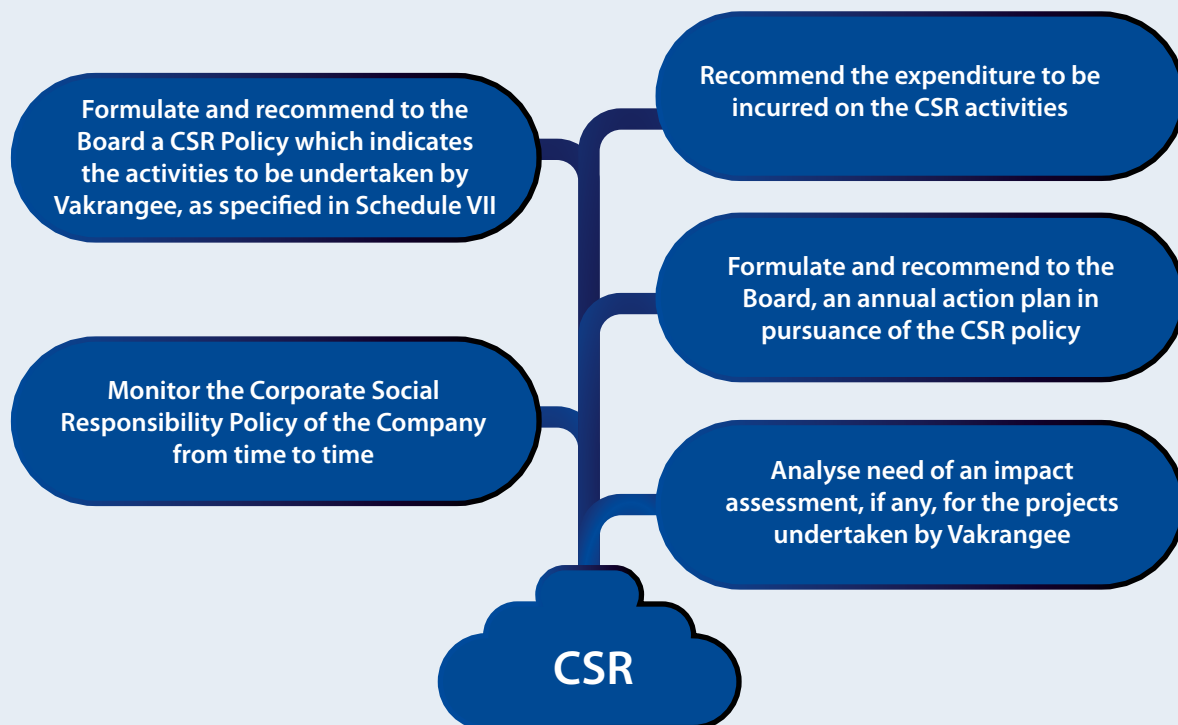 Formulate and recommend to the
Board a CSR Policy which indicates
the activities to be undertaken by
Vakrangee, as specified in Schedule VII
Recommend the expenditure to be
incurred on the CSR activities
Formulate and recommend to the
Board, an annual action plan in
pursuance of the CSR policy
Monitor the Corporate Social
Responsibility Policy of the Company
from time to time
Analyse need of an impact
assessment, if any, for the projects
undertaken by Vakrangee
CSR